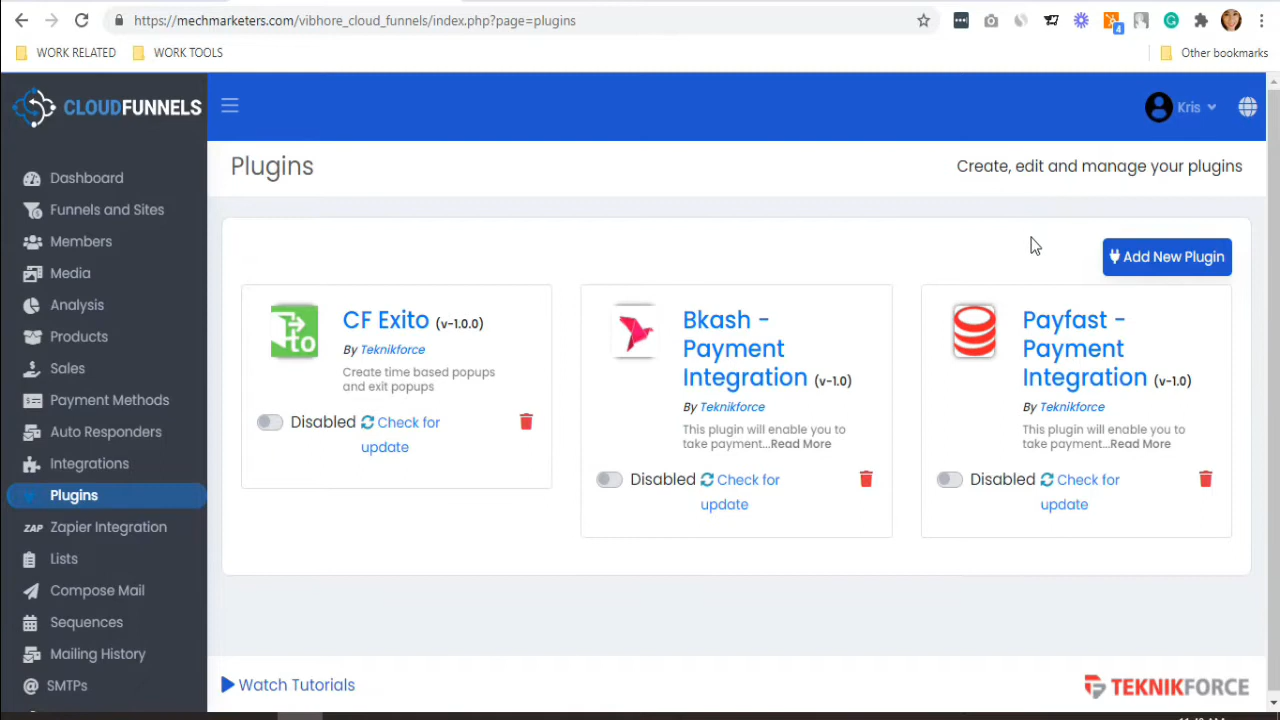 https://mechmarketers.com/vibhore_cloud_funnels/index.php?page=plugins
4
WORK RELATED
WORK TOOLS
Other bookmarks
CLOUDFUNNELS
Kris
Plugins
Create, edit and manage your plugins
Dashboard
Funnels and Sites
Members
Media
Analysis
Products
Sales
Payment Methods
Auto Responders
Integrations
Plugins
ZAP Zapier Integration
Lists
Compose Mail
Sequences
Mailing History
@ SMTPs
Add New Plugin
to
CF Exito (v-1.0.0)
By Teknikforce
Create time based popups
and exit popups
Disabled Check for
update
Bkash -
Payment
Integration (v-1.0)
By Teknikforce
This plugin will enable you to
take payment...Read More
Disabled Check for
update
Payfast -
Payment
Integration (v-1.0)
By Teknikforce
This plugin will enable you to
take payment...Read More
Disabled Check for
update
Watch Tutorials
TEKNIKFORCE